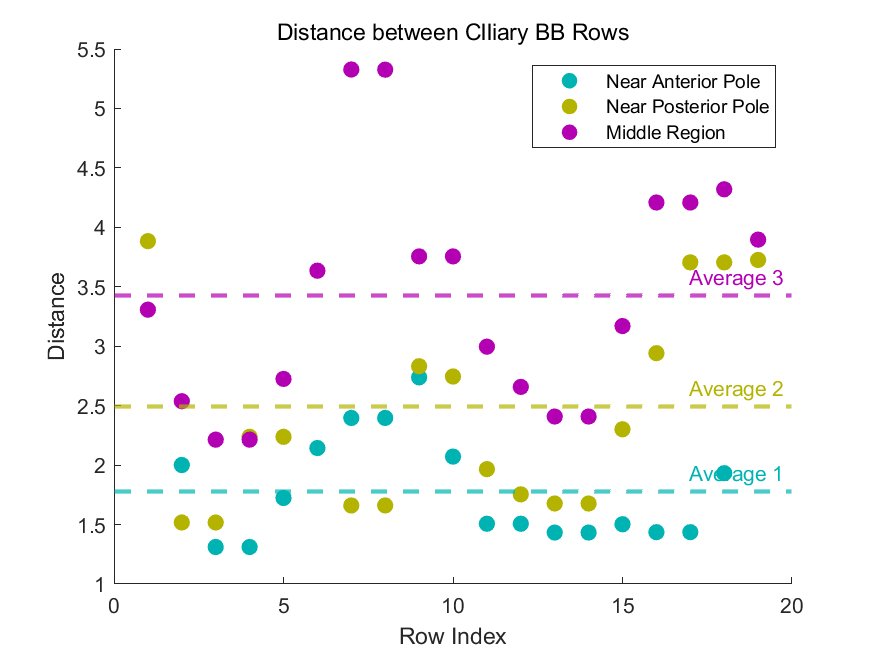 Distance between CIliary BB Rows
5.5
5
4.5
4
3.5
3
2.5
2
1.5
1
Distance
Near Anterior Pole
Near Posterior Pole
Middle Region
Average 3
Average 2
Average 1
0
5
10
15
20
Row Index